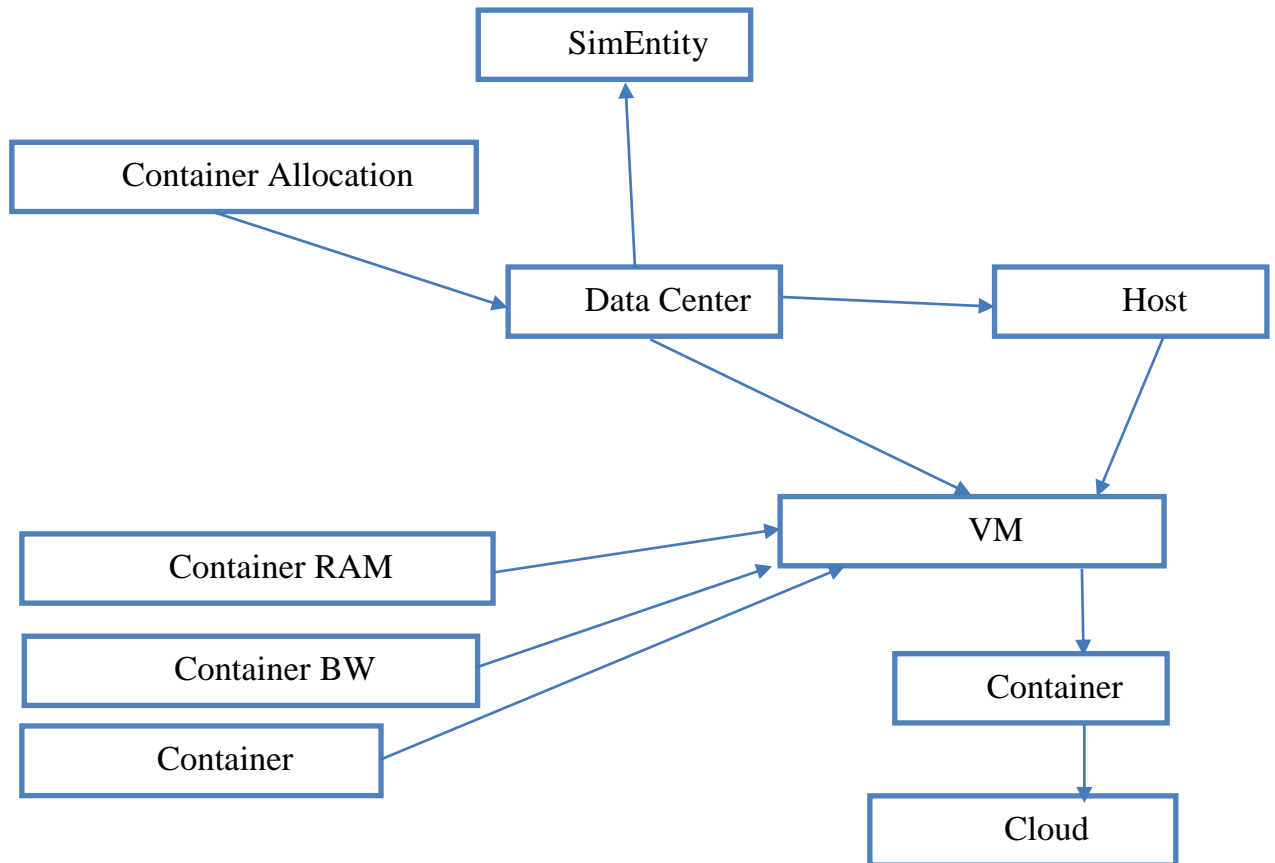 SimEntity
Container Allocation
Data Center
Host
VM
Container RAM
Container BW
Container
Container
Cloud